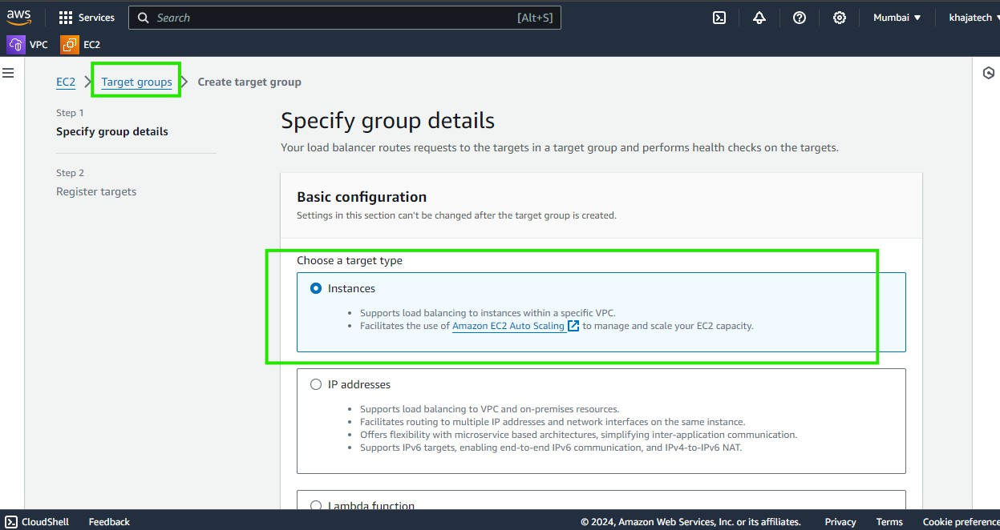 aws Services Search [Alt+S] Mumbai khajatech
VPC EC2
EC2 Target groups Create target group
Step 1
Specify group details
Step 2
Register targets
Specify group details
Your load balancer routes requests to the targets in a target group and performs health checks on the targets.
Basic configuration
Settings in this section can't be changed after the target group is created.
Choose a target type
Instances
• Supports load balancing to instances within a specific VPC.
• Facilitates the use of Amazon EC2 Auto Scaling to manage and scale your EC2 capacity.
IP addresses
• Supports load balancing to VPC and on-premises resources.
• Facilitates routing to multiple IP addresses and network interfaces on the same instance.
• Offers flexibility with microservice based architectures, simplifying inter-application communication.
• Supports IPv6 targets, enabling end-to-end IPv6 communication, and IPv4-to-IPv6 NAT.
Lambda function
CloudShell Feedback © 2024, Amazon Web Services, Inc. or its affiliates. Privacy Terms Cookie preference